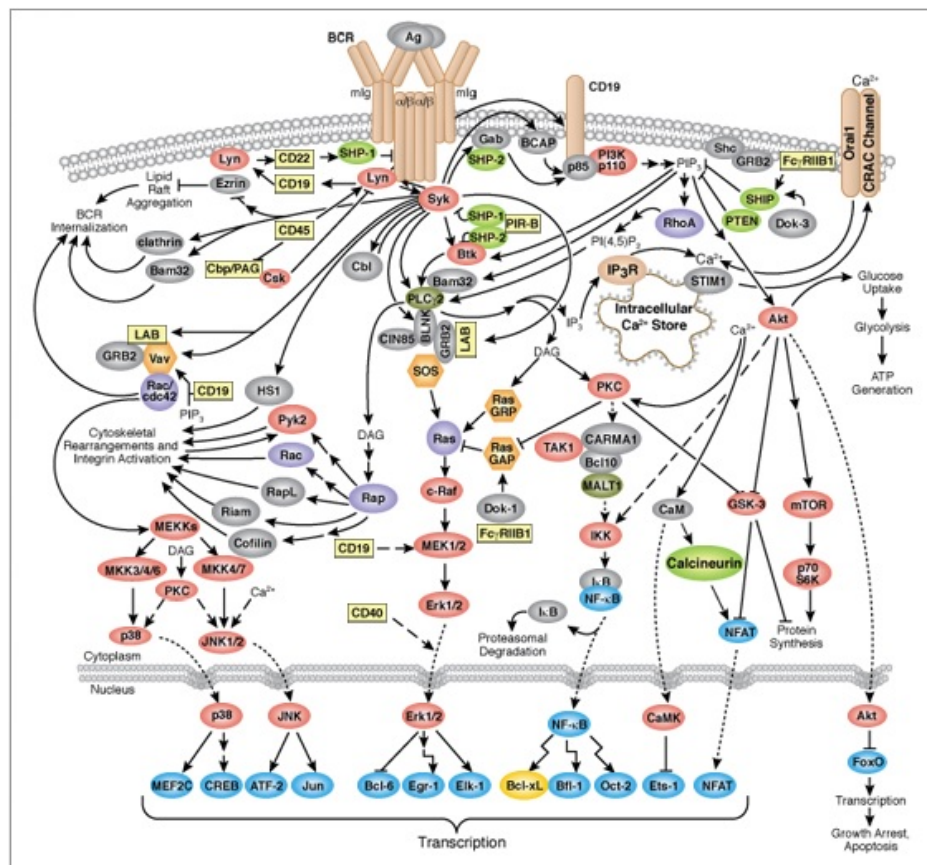 BCR
Ag
mIg
α/β
α/β
mIg
CD19
Ca²⁺
Orai1
CRAC Channel
Lyn
CD22
SHP-1
Gab
SHP-2
BCAP
p85
PI3K
p110
PIP₃
Shc
GRB2
FcγRIIB1
Lipid
Raft
Aggregation
Ezrin
CD19
Lyn
Syk
SHIP
PTEN
Dok-3
RhoA
BCR
Internalization
clathrin
Bam32
CD45
Cbp/PAG
Csk
Cbl
SHP-1
SHP-2
PIR-B
Btk
PI(4,5)P₂
Ca²⁺
IP₃R
STIM1
Intracellular
Ca²⁺ Store
IP₃
Bam32
PLC-2
BLNK
CIN85
GRB2
LAB
SOS
Akt
Ca²⁺
Glucose
Uptake
Glycolysis
ATP
Generation
LAB
GRB2
Vav
Rac/
cdc42
CD19
PIP₃
HS1
Pyk2
Cytoskeletal
Rearrangements and
Integrin Activation
Rac
RapL
Riam
Cofilin
DAG
Rap
DAG
Ras
GRP
Ras
Ras
GAP
PKC
TAK1
CARMA1
Bcl10
MALT1
c-Raf
Dok-1
FcγRIIB1
CD19
MEK1/2
IKK
CaM
GSK-3
mTOR
Calcineurin
p70
S6K
MEKKs
DAG
MKK3/4/6
MKK4/7
PKC
Ca²⁺
p38
JNK1/2
Erk1/2
CD40
IκB
NF-κB
IκB
Proteasomal
Degradation
NFAT
Protein
Synthesis
Cytoplasm
Nucleus
p38
JNK
Erk1/2
NF-κB
CaMK
Akt
MEF2C
CREB
ATF-2
Jun
Bcl-6
Egr-1
Elk-1
Bcl-xL
Bfl-1
Oct-2
Ets-1
NFAT
FoxO
Transcription
Growth Arrest,
Apoptosis
Transcription